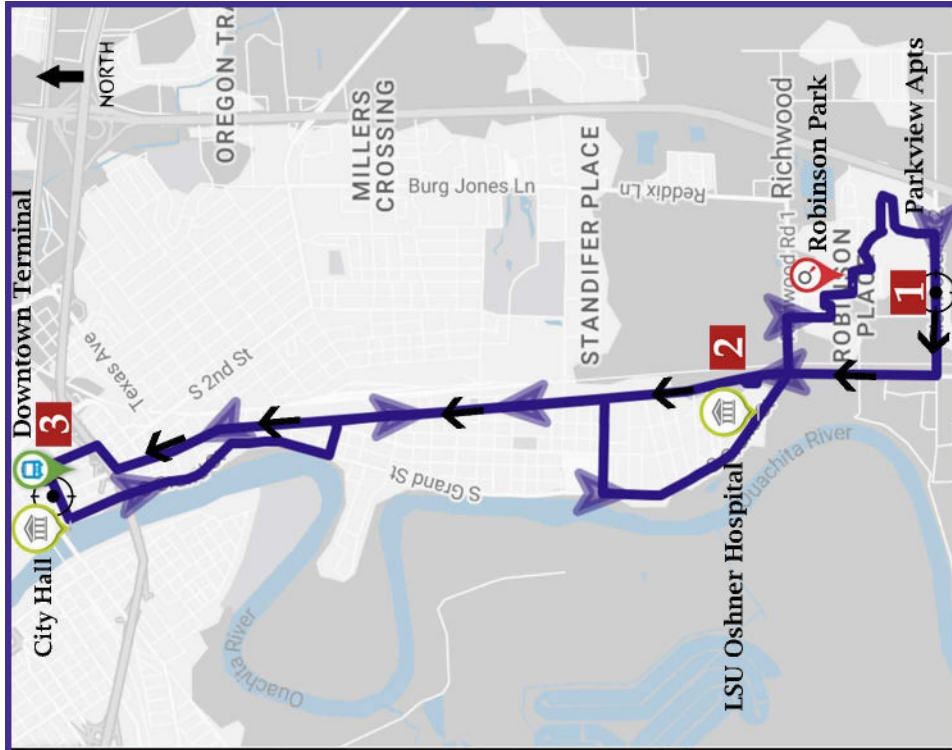 NORTH
OREGON TRA
Downtown Terminal
3
City Hall
Texas Ave
S 2nd St
MILLERS
CROSSING
Burg Jones Ln
S Grand St
Ouachita River
STANDIFER PLACE
Reddix Ln
2
LSU Oshner Hospital
Ouachita River
wood Rd 1
Richwood
Robinson Park
ROBINSON
PLACE
1
Parkview Apts